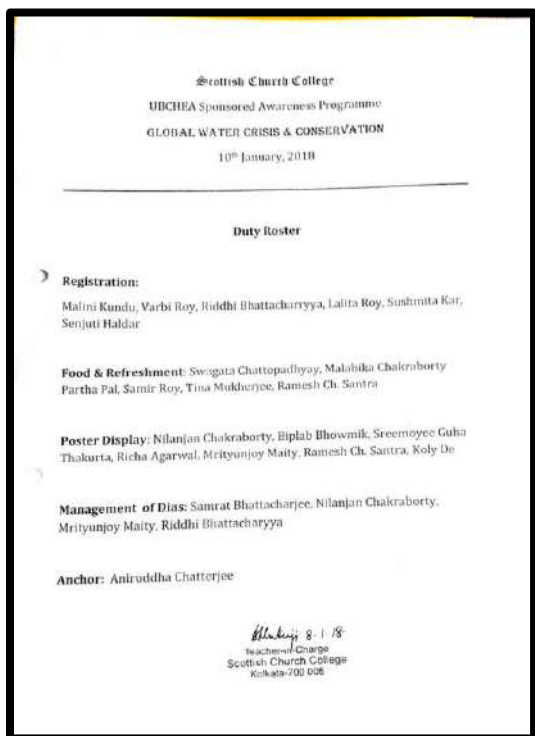 Scottish Church College
UBCHEA Sponsored Awareness Programme
GLOBAL WATER CRISIS & CONSERVATION
10th January, 2018
Duty Roster
Registration:
Malini Kundu, Varbi Roy, Riddhi Bhattacharryya, Lalita Roy, Sushmita Kar,
Senjuti Haldar
Food & Refreshment: Swagata Chattopadhyay, Malabika Chakraborty
Partha Pal, Samir Roy, Tina Mukherjee, Ramesh Ch. Santra
Poster Display: Nilanjan Chakraborty, Biplab Bhowmik, Sreemoyee Guha
Thakurta, Richa Agarwal, Mrityunjoy Maity, Ramesh Ch. Santra, Koly De
Management of Dias: Samrat Bhattacharjee, Nilanjan Chakraborty,
Mrityunjoy Maity, Riddhi Bhattacharyya
Anchor: Aniruddha Chatterjee
8.1.18
Teacher-in-Charge
Scottish Church College
Kolkata-700 006